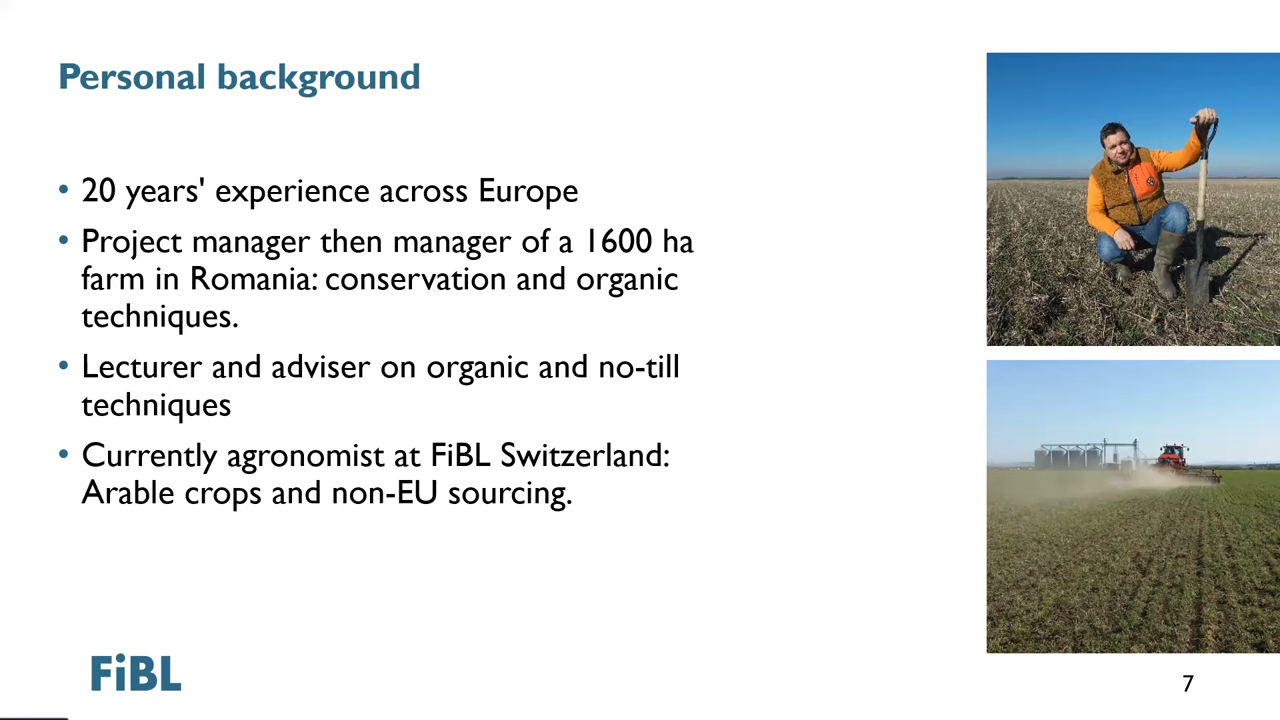 Personal background
• 20 years' experience across Europe
• Project manager then manager of a 1600 ha
farm in Romania: conservation and organic
techniques.
• Lecturer and adviser on organic and no-till
techniques
• Currently agronomist at FiBL Switzerland:
Arable crops and non-EU sourcing.
FiBL
7